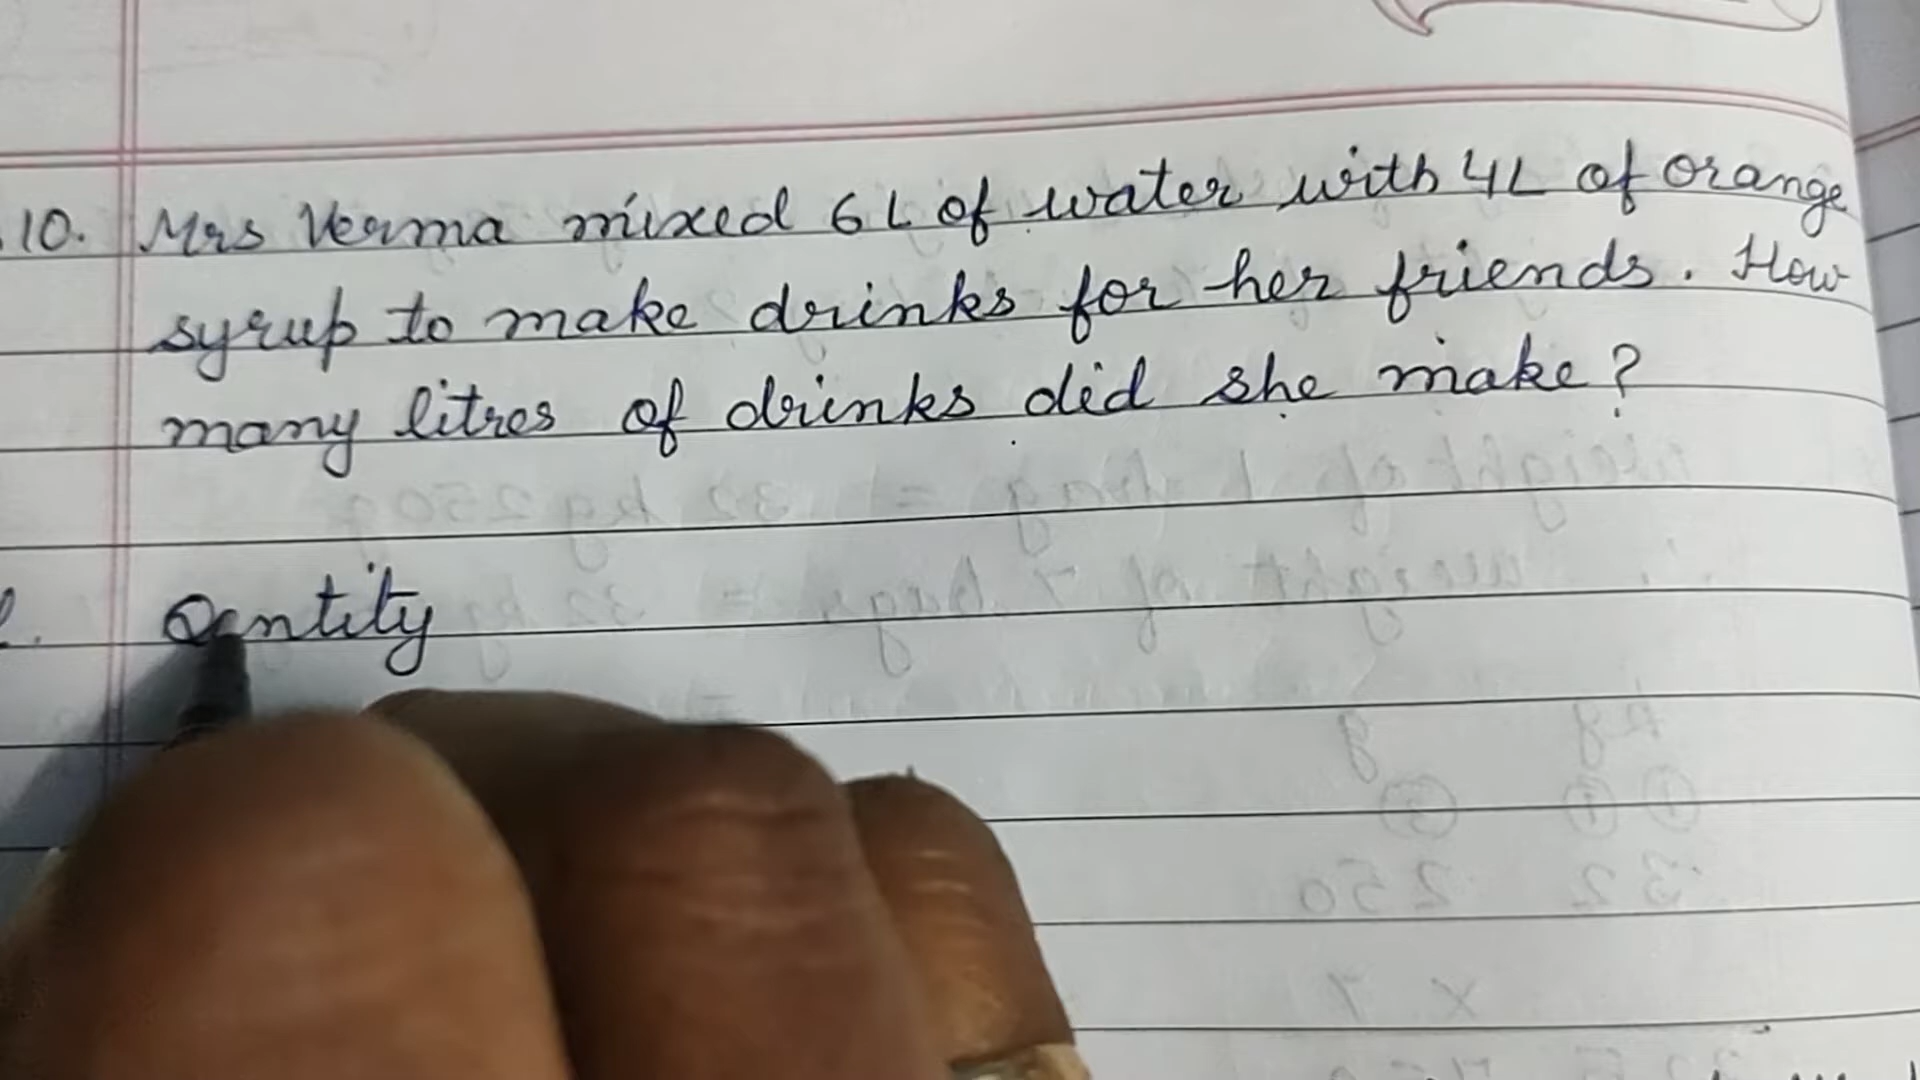 10. Mrs Verma mixed 6 L of water with 4L of orange
syrup to make drinks for her friends. How
many litres of drinks did she make?
Qantity